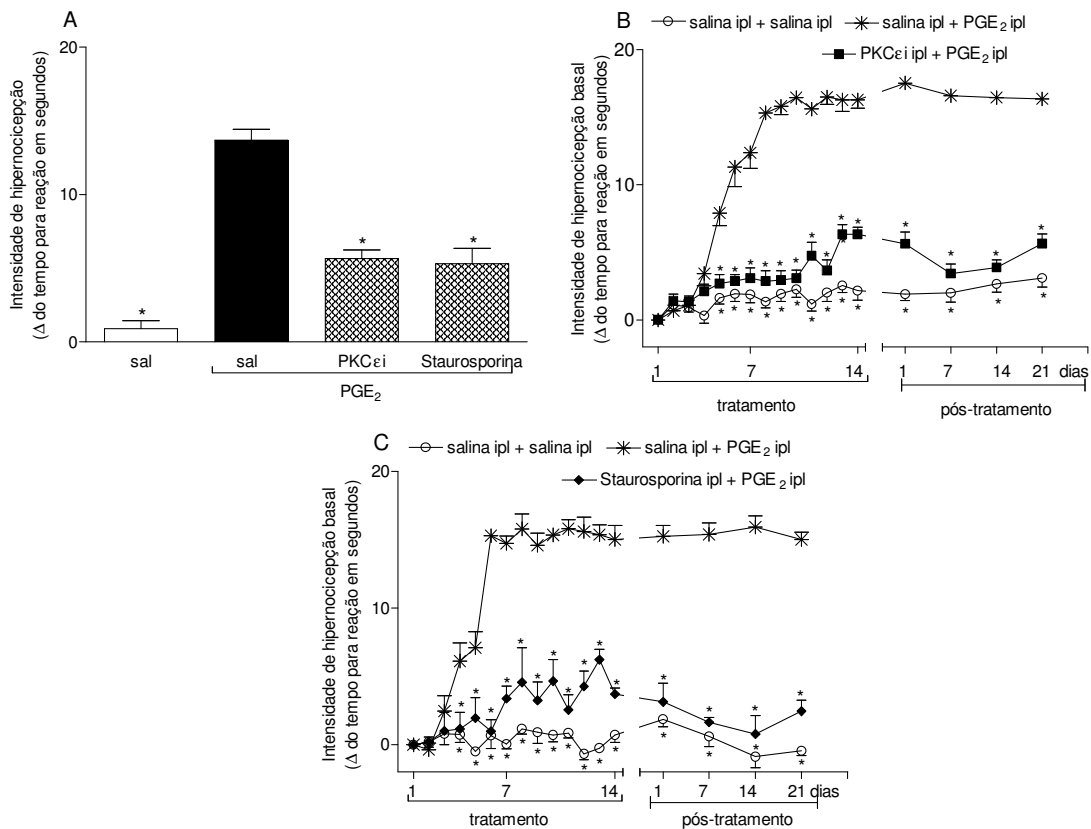 A
Intensidade de hipernocicepção
(Δ do tempo para reação em segundos)
20
10
0
*
*
*
sal
sal
PKCεi
Staurosporina
PGE2
B
salina ipl + salina ipl
salina ipl + PGE2 ipl
PKCεi ipl + PGE2 ipl
Intensidade de hipernocicepção basal
(Δ do tempo para reação em segundos)
20
10
0
1
7
14
1
7
14
21
dias
tratamento
pós-tratamento
C
salina ipl + salina ipl
salina ipl + PGE2 ipl
Staurosporina ipl + PGE2 ipl
Intensidade de hipernocicepção basal
(Δ do tempo para reação em segundos)
20
10
0
1
7
14
1
7
14
21 dias
tratamento
pós-tratamento